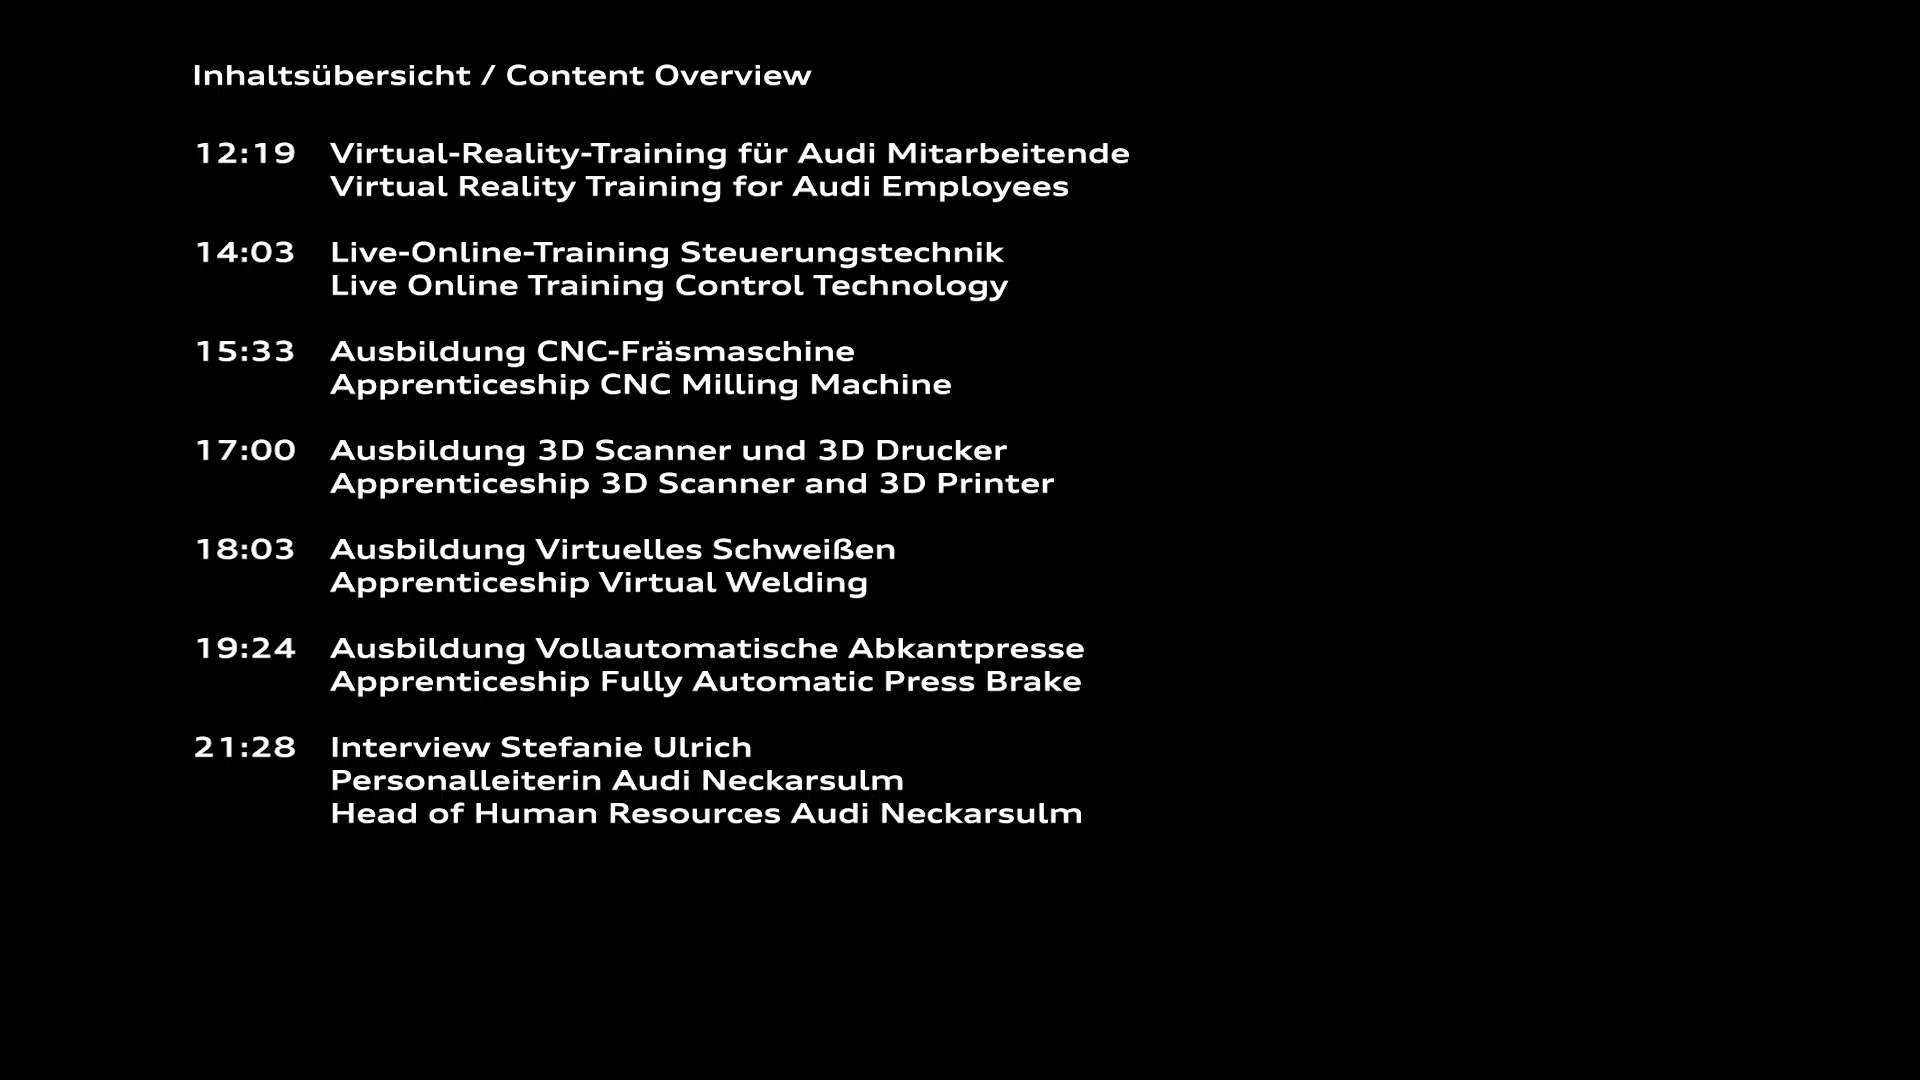 Inhaltsübersicht / Content Overview
12:19 Virtual-Reality-Training für Audi Mitarbeitende
Virtual Reality Training for Audi Employees
14:03 Live-Online-Training Steuerungstechnik
Live Online Training Control Technology
15:33 Ausbildung CNC-Fräsmaschine
Apprenticeship CNC Milling Machine
17:00 Ausbildung 3D Scanner und 3D Drucker
Apprenticeship 3D Scanner and 3D Printer
18:03 Ausbildung Virtuelles Schweißen
Apprenticeship Virtual Welding
19:24 Ausbildung Vollautomatische Abkantpresse
Apprenticeship Fully Automatic Press Brake
21:28 Interview Stefanie Ulrich
Personalleiterin Audi Neckarsulm
Head of Human Resources Audi Neckarsulm